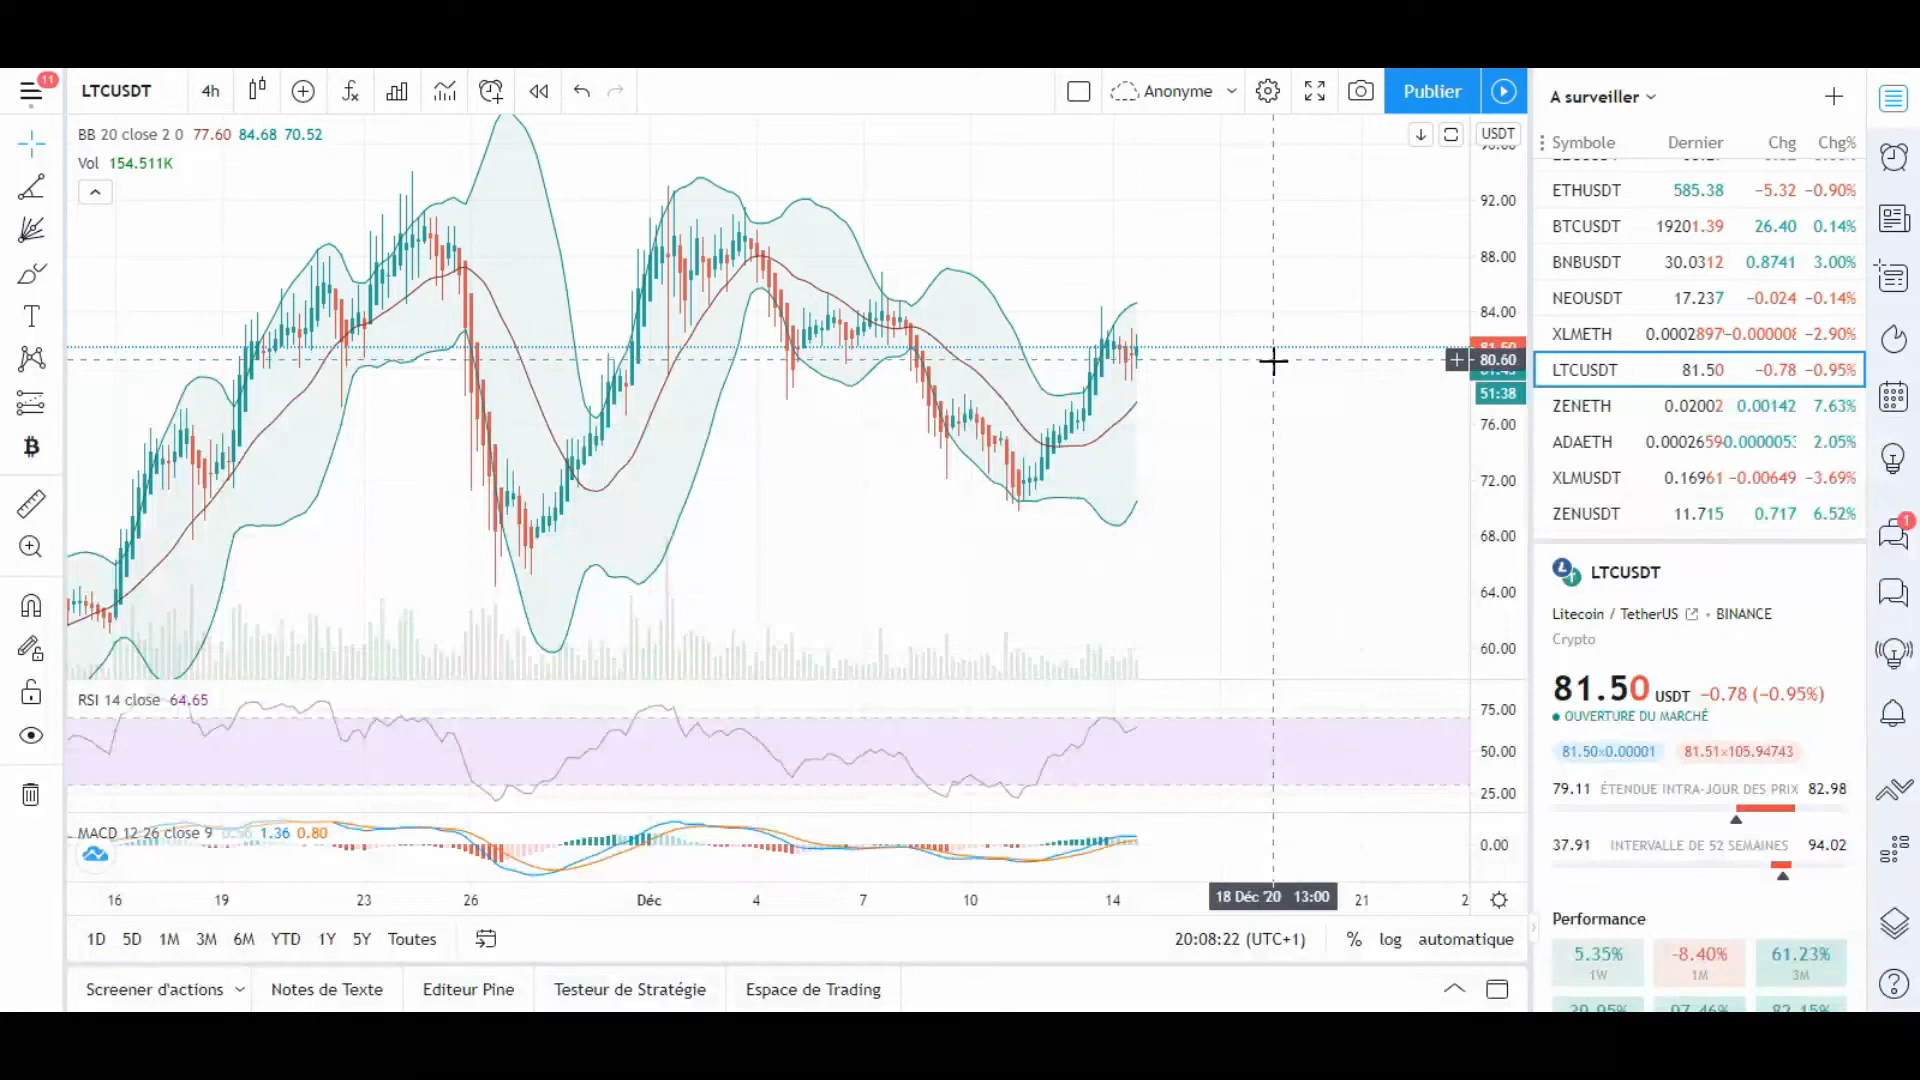 11
LTCUSDT 4h Anonyme Publier
BB 20 close 2 0 77.60 84.68 70.52
Vol 154.511K
USDT
92.00
88.00
84.00
81.50
80.60
51:38
76.00
72.00
68.00
64.00
60.00
RSI 14 close 64.65
75.00
50.00
25.00
MACD 12 26 close 9 1.36 0.80
0.00
16 19 23 26 Déc 4 7 10 14 18 Déc '20 13:00 21 2
1D 5D 1M 3M 6M YTD 1Y 5Y Toutes 20:08:22 (UTC+1) % log automatique
Screener d'actions Notes de Texte Editeur Pine Testeur de Stratégie Espace de Trading
A surveiller
Symbole Dernier Chg Chg%
ETHUSDT 585.38 −5.32 −0.90%
BTCUSDT 19201.39 26.40 0.14%
BNBUSDT 30.0312 0.8741 3.00%
NEOUSDT 17.237 −0.024 −0.14%
XLMETH 0.0002897 −0.000008 −2.90%
LTCUSDT 81.50 −0.78 −0.95%
ZENETH 0.02002 0.00142 7.63%
ADAETH 0.0002659 2.05%
XLMUSDT 0.16961 −0.00649 −3.69%
ZENUSDT 11.715 0.717 6.52%
LTCUSDT
Litecoin / TetherUS • BINANCE
Crypto
81.50 USDT −0.78 (−0.95%)
OUVERTURE DU MARCHÉ
81.50×0.00001 81.51×105.94743
79.11 ÉTENDUE INTRA-JOUR DES PRIX 82.98
37.91 INTERVALLE DE 52 SEMAINES 94.02
Performance
5.35% -8.40% 61.23%
1W 1M 3M
1